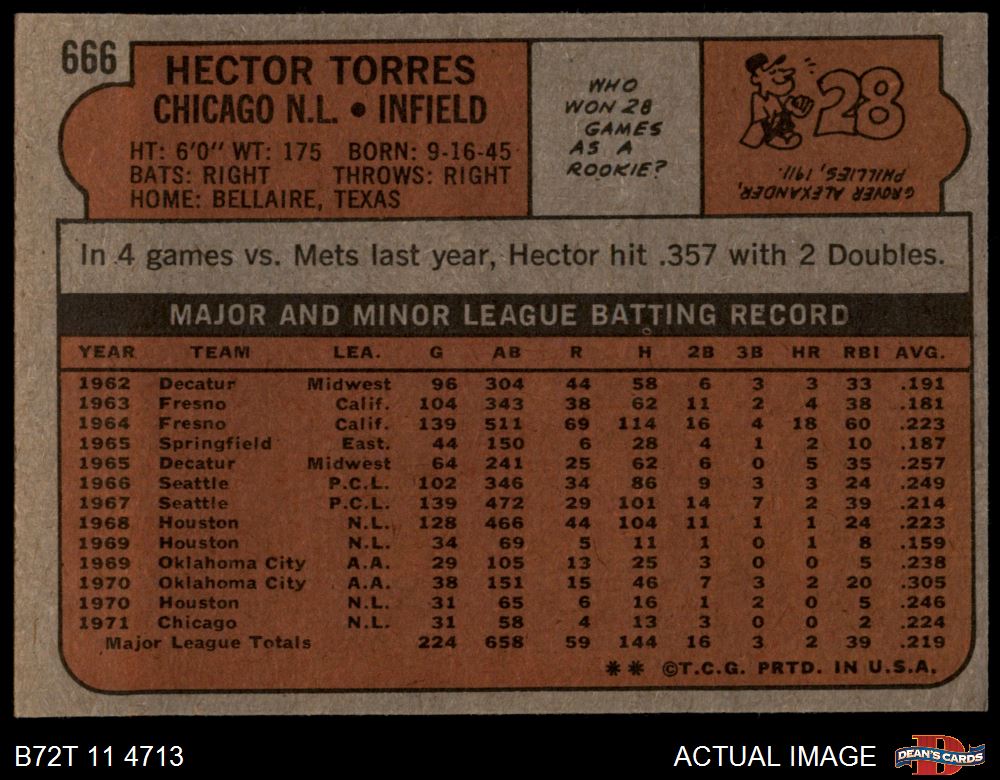 666
HECTOR TORRES
CHICAGO N.L. • INFIELD
HT: 6'0" WT: 175 BORN: 9-16-45
BATS: RIGHT THROWS: RIGHT
HOME: BELLAIRE, TEXAS
WHO
WON 28
GAMES
AS A
ROOKIE?
28
GROVER ALEXANDER,
PHILLIES, 1911.
In 4 games vs. Mets last year, Hector hit .357 with 2 Doubles.
MAJOR AND MINOR LEAGUE BATTING RECORD
YEAR TEAM LEA. G AB R H 2B 3B HR RBI AVG.
1962 Decatur Midwest 96 304 44 58 6 3 3 33 .191
1963 Fresno Calif. 104 343 38 62 11 2 4 38 .181
1964 Fresno Calif. 139 511 69 114 16 4 18 60 .223
1965 Springfield East. 44 150 6 28 4 1 2 10 .187
1965 Decatur Midwest 64 241 25 62 6 0 5 35 .257
1966 Seattle P.C.L. 102 346 34 86 9 3 3 24 .249
1967 Seattle P.C.L. 139 472 29 101 14 7 2 39 .214
1968 Houston N.L. 128 466 44 104 11 1 1 24 .223
1969 Houston N.L. 34 69 5 11 1 0 1 8 .159
1969 Oklahoma City A.A. 29 105 13 25 3 0 0 5 .238
1970 Oklahoma City A.A. 38 151 15 46 7 3 2 20 .305
1970 Houston N.L. 31 65 6 16 1 2 0 5 .246
1971 Chicago N.L. 31 58 4 13 3 0 0 2 .224
Major League Totals 224 658 59 144 16 3 2 39 .219
** ©T.C.G. PRTD. IN U.S.A.
B72T 11 4713
ACTUAL IMAGE
D
DEAN'S CARDS